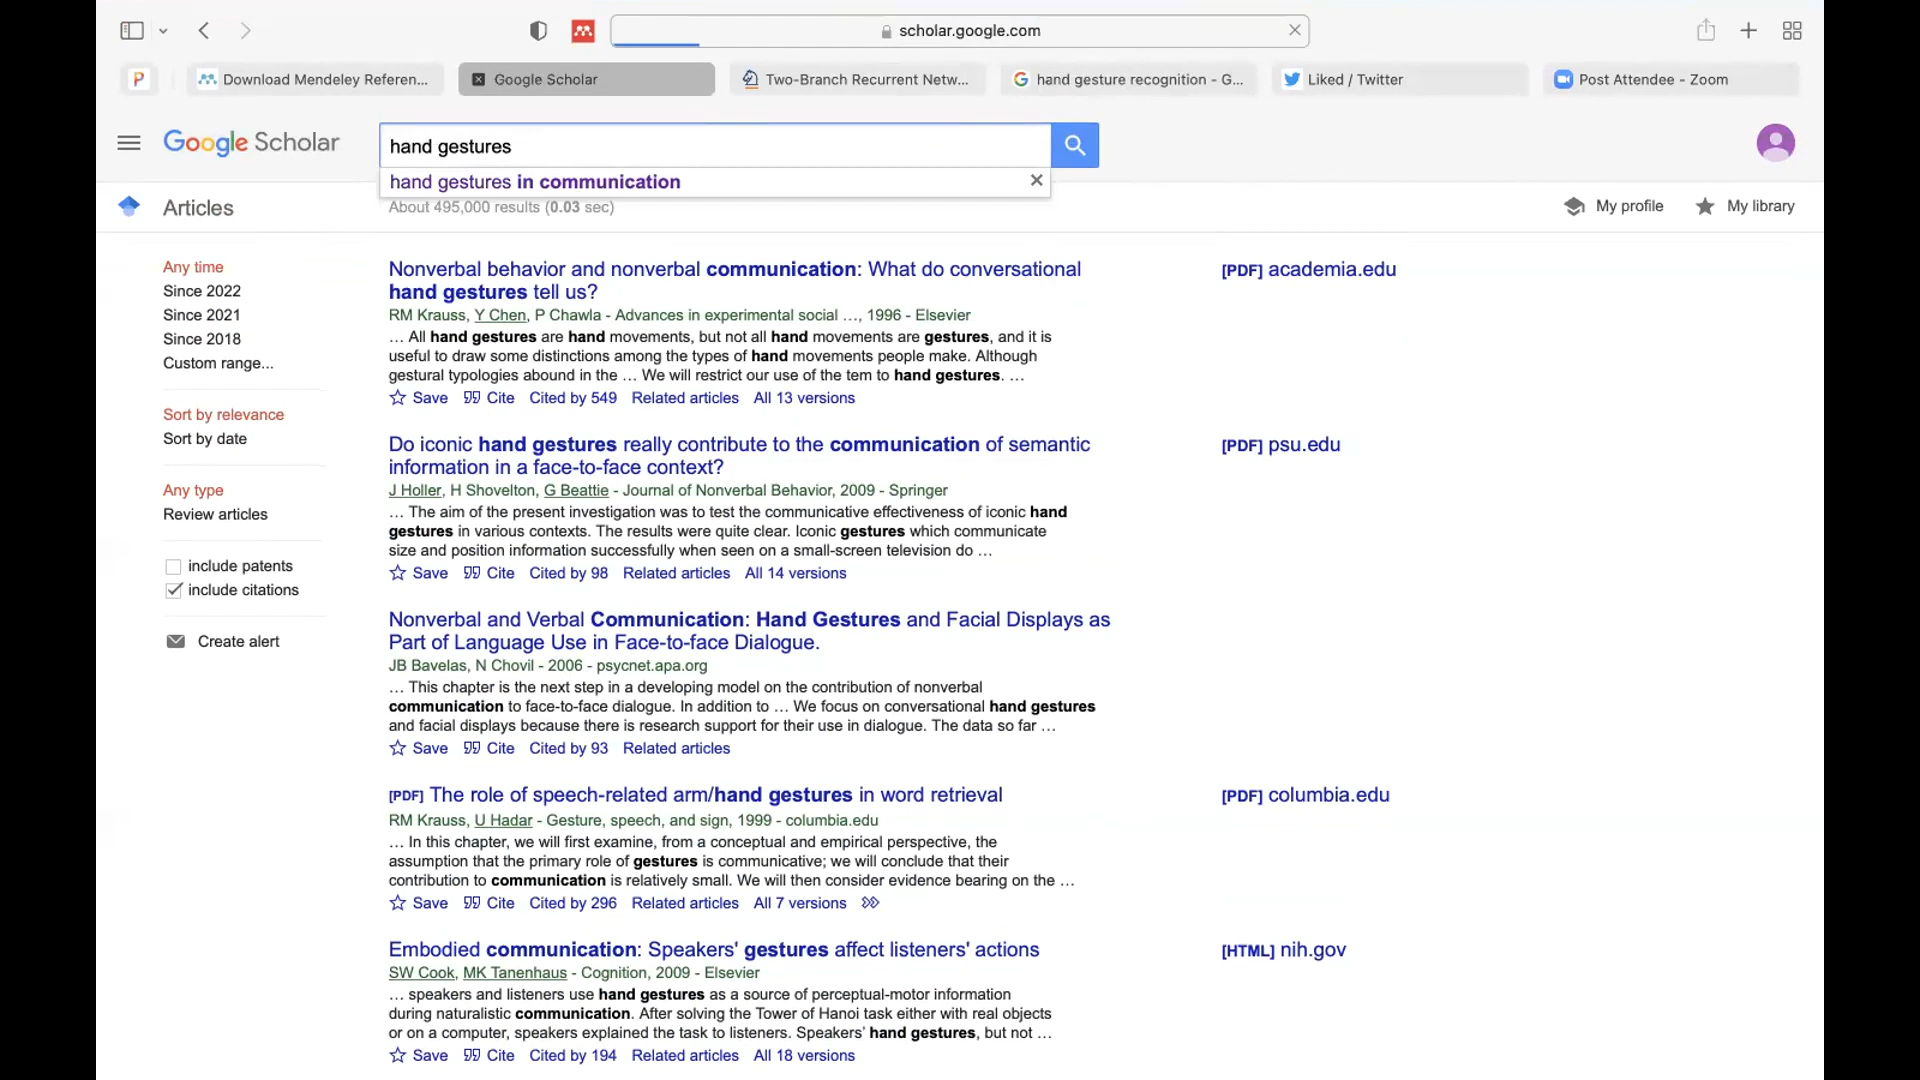 scholar.google.com
P
Download Mendeley Referen...
Google Scholar
Two-Branch Recurrent Netw...
hand gesture recognition - G...
Liked / Twitter
Post Attendee - Zoom
Google Scholar
hand gestures
hand gestures in communication
Articles
About 495,000 results (0.03 sec)
My profile
My library
Any time
Since 2022
Since 2021
Since 2018
Custom range...
Sort by relevance
Sort by date
Any type
Review articles
include patents
include citations
Create alert
Nonverbal behavior and nonverbal communication: What do conversational
hand gestures tell us?
[PDF] academia.edu
RM Krauss, Y Chen, P Chawla - Advances in experimental social …, 1996 - Elsevier
… All hand gestures are hand movements, but not all hand movements are gestures, and it is
useful to draw some distinctions among the types of hand movements people make. Although
gestural typologies abound in the … We will restrict our use of the tem to hand gestures. …
Save Cite Cited by 549 Related articles All 13 versions
Do iconic hand gestures really contribute to the communication of semantic
information in a face-to-face context?
[PDF] psu.edu
J Holler, H Shovelton, G Beattie - Journal of Nonverbal Behavior, 2009 - Springer
… The aim of the present investigation was to test the communicative effectiveness of iconic hand
gestures in various contexts. The results were quite clear. Iconic gestures which communicate
size and position information successfully when seen on a small-screen television do …
Save Cite Cited by 98 Related articles All 14 versions
Nonverbal and Verbal Communication: Hand Gestures and Facial Displays as
Part of Language Use in Face-to-face Dialogue.
JB Bavelas, N Chovil - 2006 - psycnet.apa.org
… This chapter is the next step in a developing model on the contribution of nonverbal
communication to face-to-face dialogue. In addition to … We focus on conversational hand gestures
and facial displays because there is research support for their use in dialogue. The data so far …
Save Cite Cited by 93 Related articles
[PDF] The role of speech-related arm/hand gestures in word retrieval
[PDF] columbia.edu
RM Krauss, U Hadar - Gesture, speech, and sign, 1999 - columbia.edu
… In this chapter, we will first examine, from a conceptual and empirical perspective, the
assumption that the primary role of gestures is communicative; we will conclude that their
contribution to communication is relatively small. We will then consider evidence bearing on the …
Save Cite Cited by 296 Related articles All 7 versions
Embodied communication: Speakers' gestures affect listeners' actions
[HTML] nih.gov
SW Cook, MK Tanenhaus - Cognition, 2009 - Elsevier
… speakers and listeners use hand gestures as a source of perceptual-motor information
during naturalistic communication. After solving the Tower of Hanoi task either with real objects
or on a computer, speakers explained the task to listeners. Speakers' hand gestures, but not …
Save Cite Cited by 194 Related articles All 18 versions